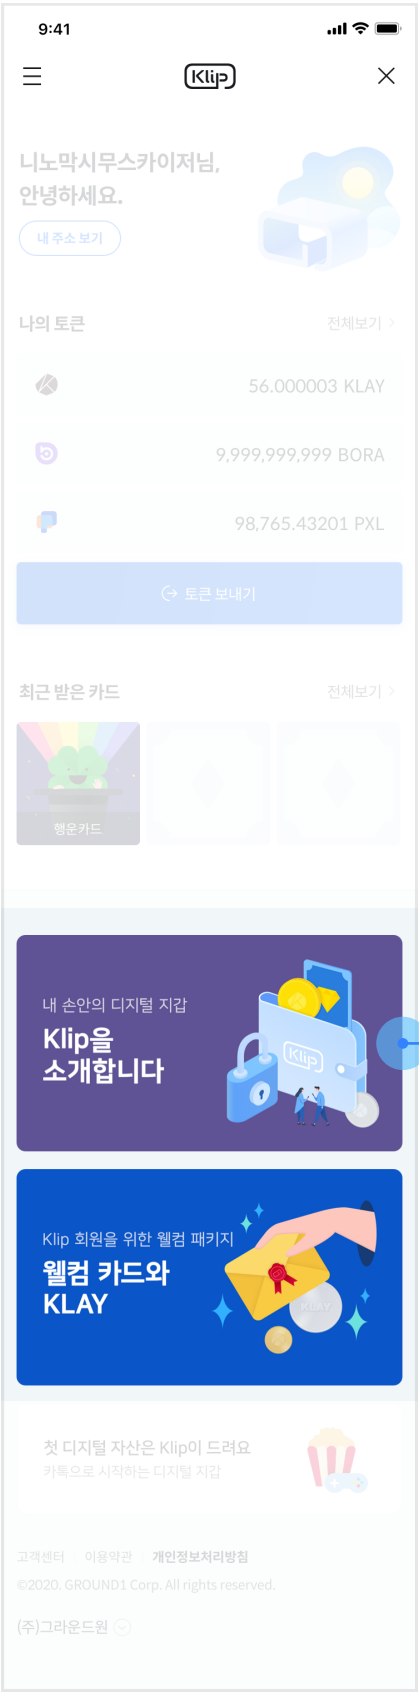 9:41
Klip
니노막시무스카이저님,
안녕하세요.
내 주소 보기
나의 토큰
전체보기
56.000003 KLAY
9,999,999,999 BORA
98,765.43201 PXL
토큰 보내기
최근 받은 카드
전체보기
행운카드
내 손안의 디지털 지갑
Klip을
소개합니다
Klip
Klip 회원을 위한 웰컴 패키지
웰컴 카드와
KLAY
KLAY
첫 디지털 자산은 Klip이 드려요
카톡으로 시작하는 디지털 지갑
고객센터 이용약관 개인정보처리방침
©2020. GROUND1 Corp. All rights reserved.
(주)그라운드원